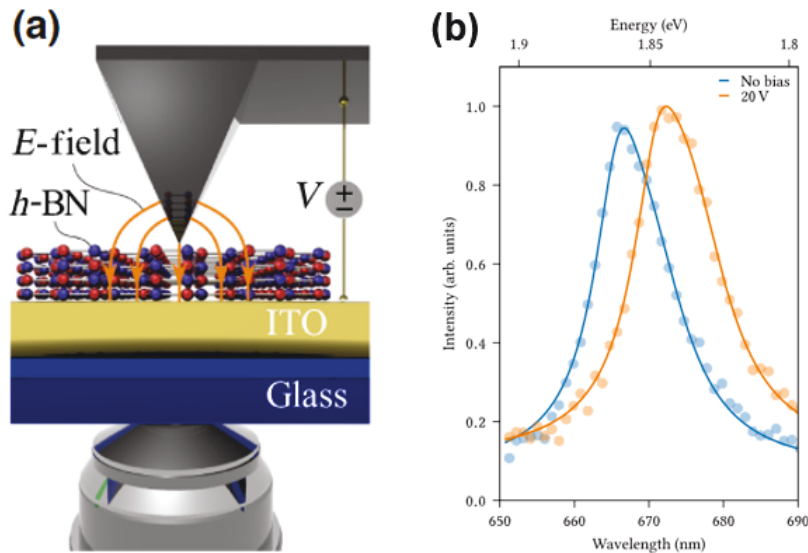 (a)
E-field
h-BN
V
ITO
Glass
(b)
Energy (eV)
1.9 1.85 1.8
No bias
20 V
Intensity (arb. units)
1.0
0.8
0.6
0.4
0.2
0.0
650 660 670 680 690
Wavelength (nm)